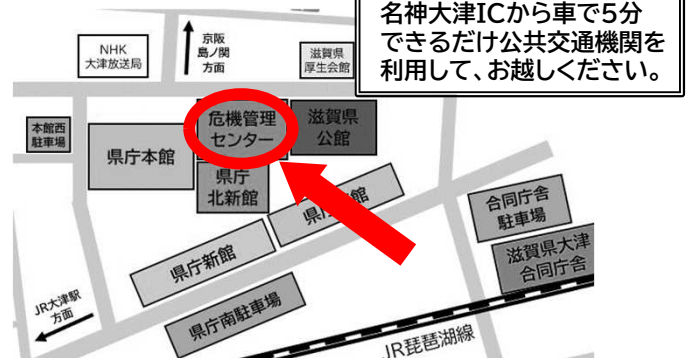 名神大津ICから車で5分
できるだけ公共交通機関を
利用して、お越しください。
NHK
大津放送局
京阪
島ノ関
方面
滋賀県
厚生会館
本館西
駐車場
県庁本館
危機管理
センター
滋賀県
公館
県庁
北新館
県庁
館
合同庁舎
駐車場
県庁新館
滋賀県大津
合同庁舎
JR大津駅
方面
県庁南駐車場
JR琵琶湖線